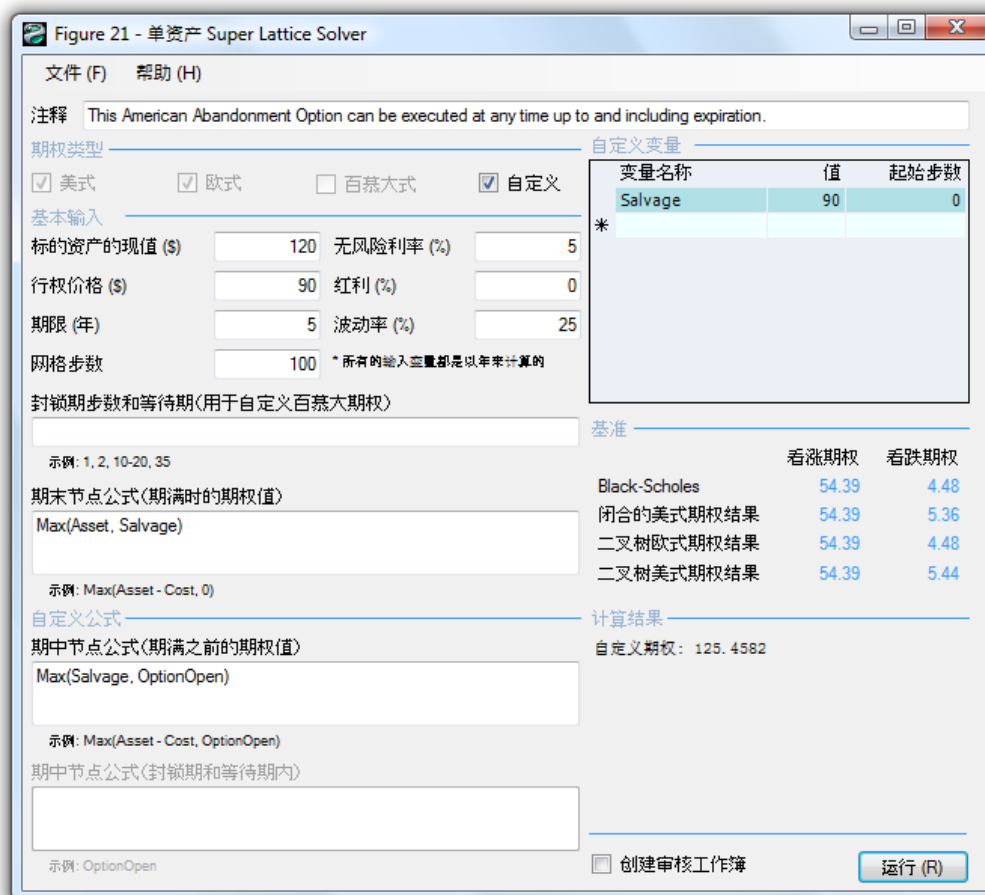 Figure 21 - 单资产 Super Lattice Solver
文件 (F) 帮助 (H)
注释 This American Abandonment Option can be executed at any time up to and including expiration.
期权类型
美式 欧式 百慕大式 自定义
基本输入
标的资产的现值 ($) 120 无风险利率 (%) 5
行权价格 ($) 90 红利 (%) 0
期限 (年) 5 波动率 (%) 25
网格步数 100 * 所有的输入变量都是以年来计算的
封锁期步数和等待期(用于自定义百慕大期权)
示例: 1, 2, 10-20, 35
期末节点公式(期满时的期权值)
Max(Asset, Salvage)
示例: Max(Asset - Cost, 0)
自定义公式
期中节点公式(期满之前的期权值)
Max(Salvage, OptionOpen)
示例: Max(Asset - Cost, OptionOpen)
期中节点公式(封锁期和等待期内)
示例: OptionOpen
自定义变量
变量名称 值 起始步数
Salvage 90 0
*
基准
看涨期权 看跌期权
Black-Scholes 54.39 4.48
闭合的美式期权结果 54.39 5.36
二叉树欧式期权结果 54.39 4.48
二叉树美式期权结果 54.39 5.44
计算结果
自定义期权: 125.4582
创建审核工作簿 运行 (R)